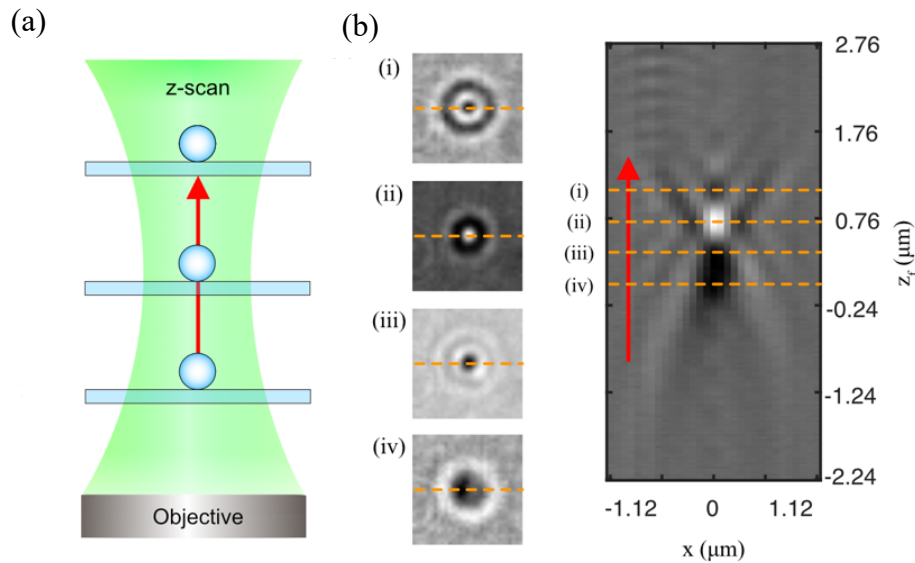 (a)
z-scan
Objective
(b)
(i)
(ii)
(iii)
(iv)
(i)
(ii)
(iii)
(iv)
2.76
1.76
0.76
-0.24
-1.24
-2.24
z_f (μm)
-1.12 0 1.12
x (μm)